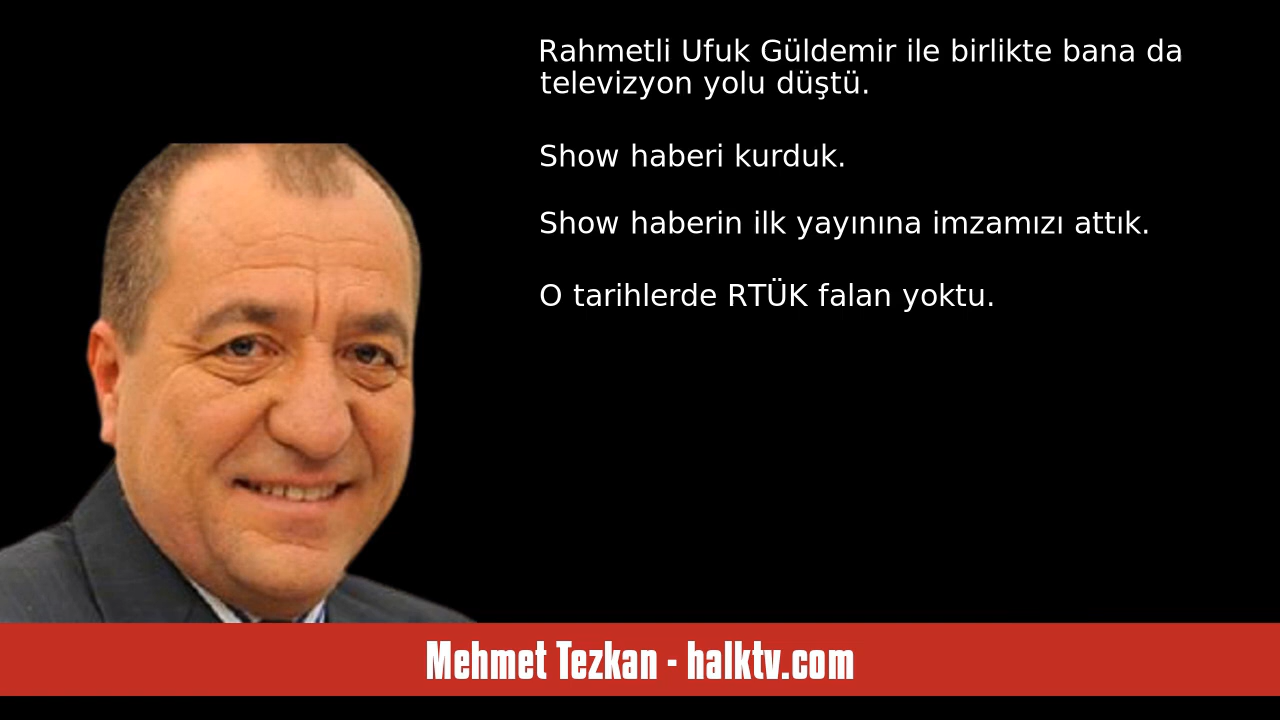 Rahmetli Ufuk Güldemir ile birlikte bana da
televizyon yolu düştü.
Show haberi kurduk.
Show haberin ilk yayınına imzamızı attık.
O tarihlerde RTÜK falan yoktu.
Mehmet Tezkan - halktv.com